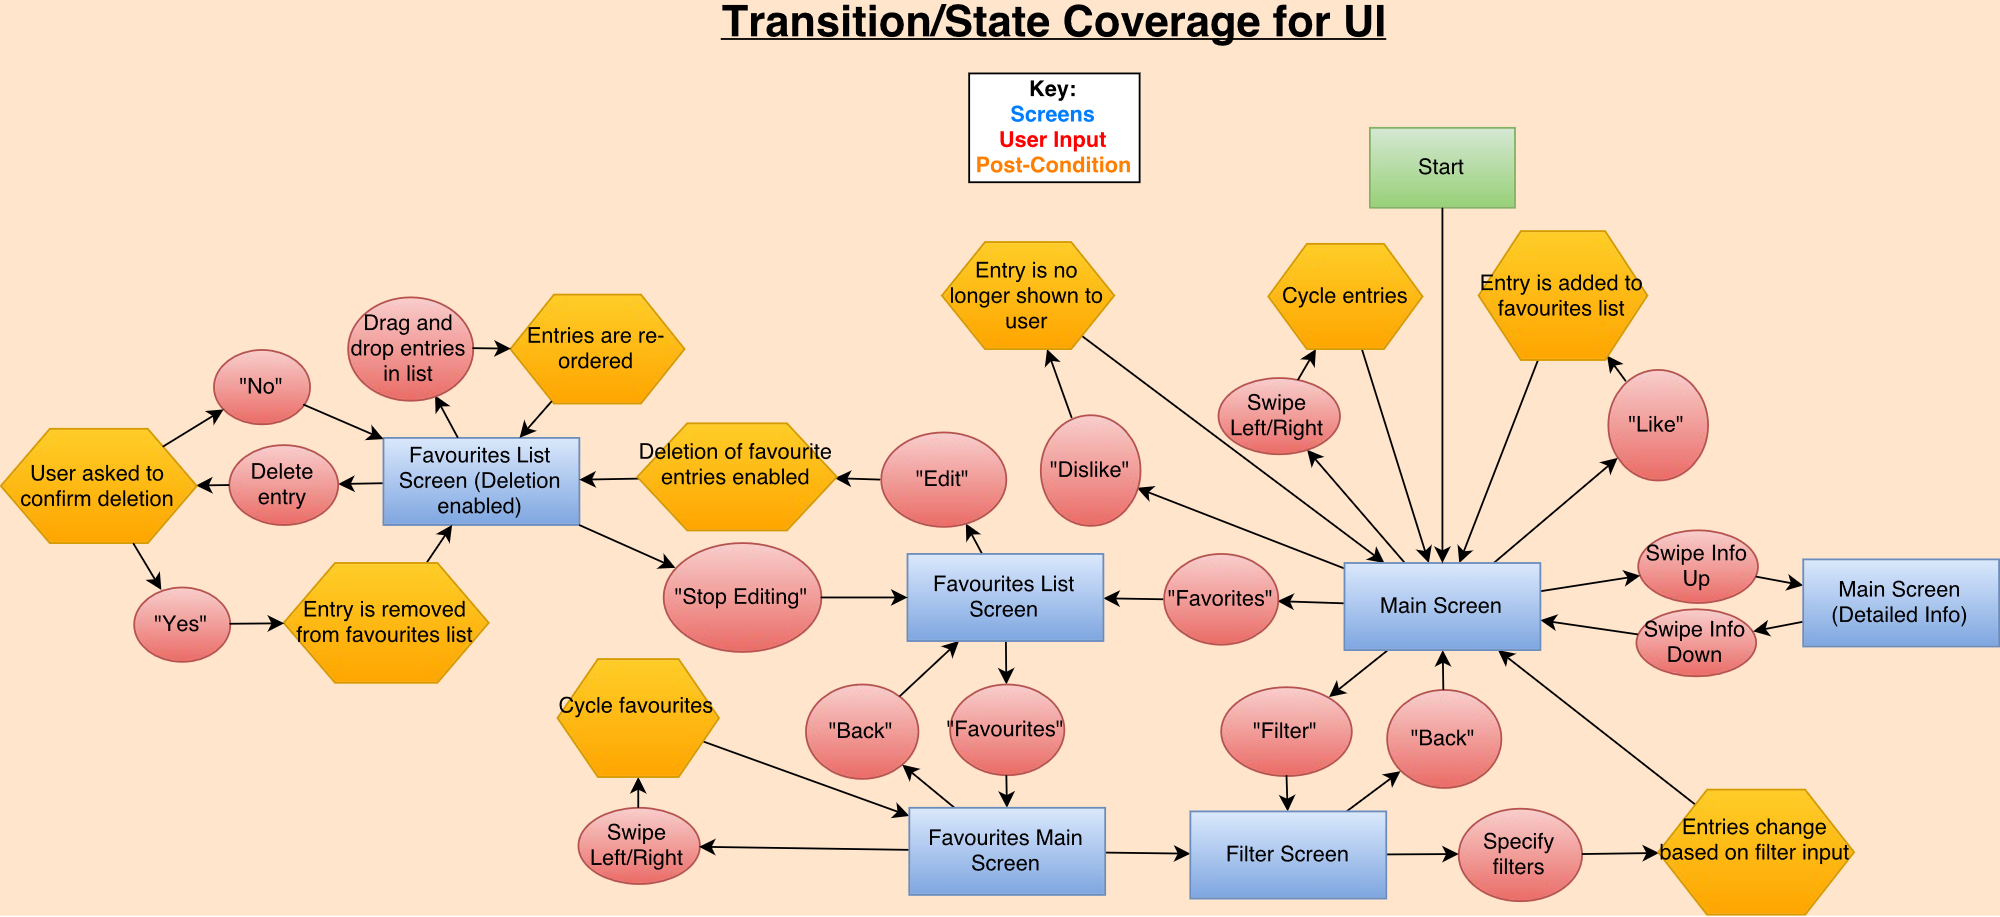 Transition/State Coverage for UI
Key:
Screens
User Input
Post-Condition
Start
Entry is no
longer shown to
user
Cycle entries
Entry is added to
favourites list
Drag and
drop entries
in list
Entries are re-
ordered
"No"
Swipe
Left/Right
"Like"
User asked to
confirm deletion
Delete
entry
Favourites List
Screen (Deletion
enabled)
Deletion of favourite
entries enabled
"Edit"
"Dislike"
"Yes"
Entry is removed
from favourites list
"Stop Editing"
Favourites List
Screen
"Favorites"
Main Screen
Swipe Info
Up
Swipe Info
Down
Main Screen
(Detailed Info)
Cycle favourites
"Back"
"Favourites"
"Filter"
"Back"
Swipe
Left/Right
Favourites Main
Screen
Filter Screen
Specify
filters
Entries change
based on filter input